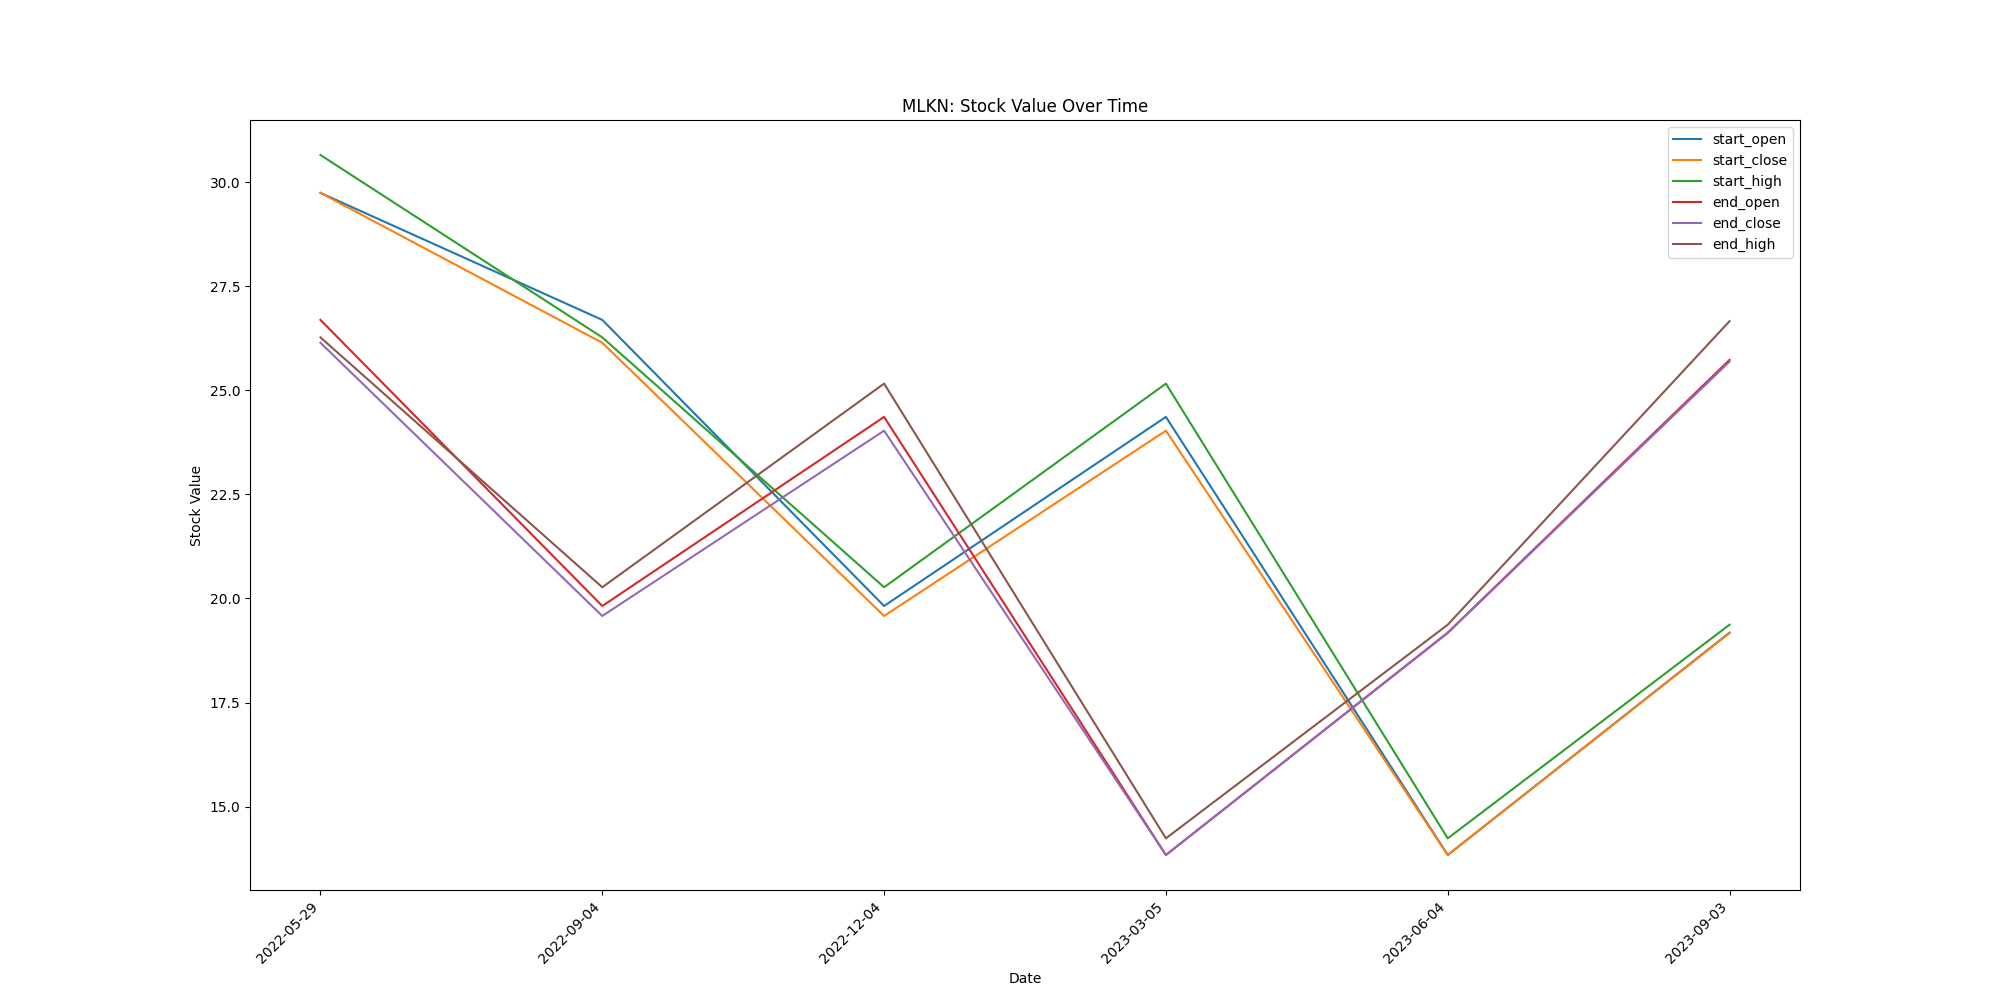 MLKN: Stock Value Over Time
start_open
start_close
start_high
end_open
end_close
end_high
Stock Value
30.0
27.5
25.0
22.5
20.0
17.5
15.0
2022-05-29
2022-09-04
2022-12-04
2023-03-05
2023-06-04
2023-09-03
Date